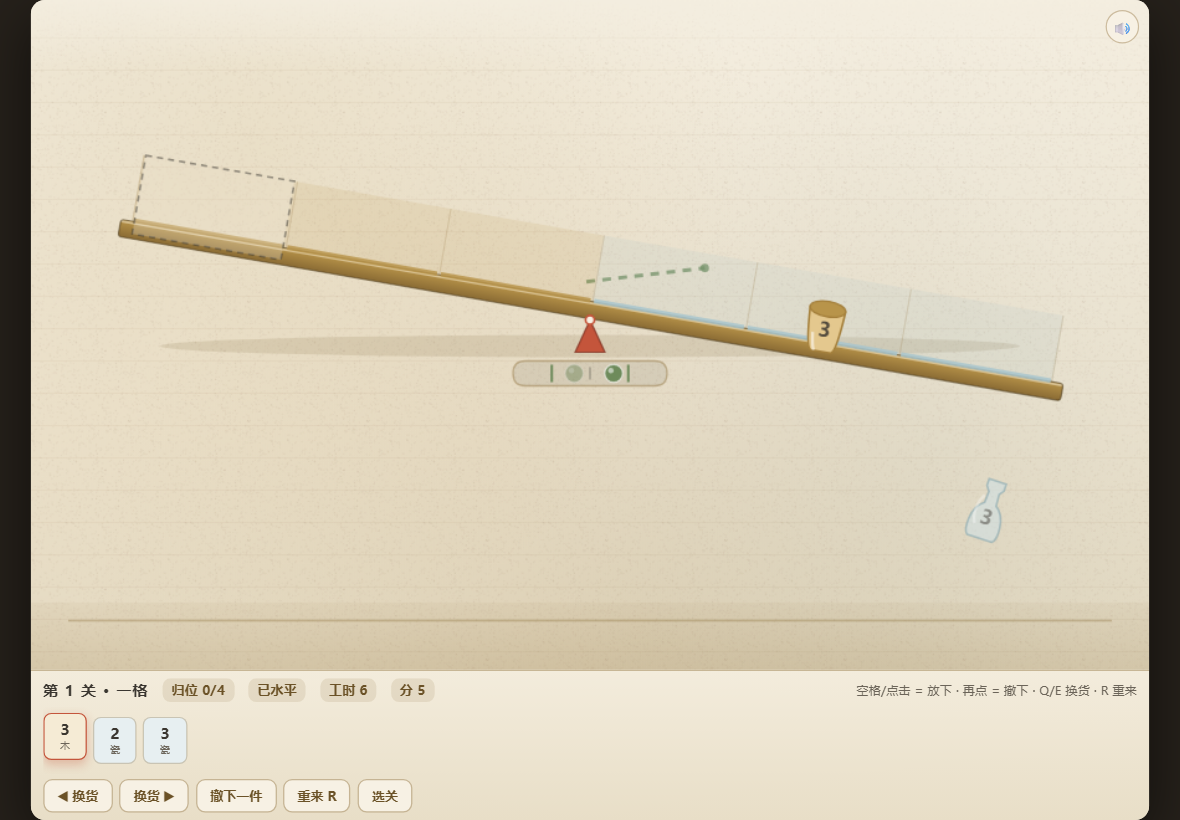 3
3
第 1 关 • 一格 归位 0/4 已水平 工时 6 分 5 空格/点击 = 放下 · 再点 = 撤下 · Q/E 换货 · R 重来
3 2 3
木 瓷 瓷
◀ 换货 换货 ▶ 撤下一件 重来 R 选关